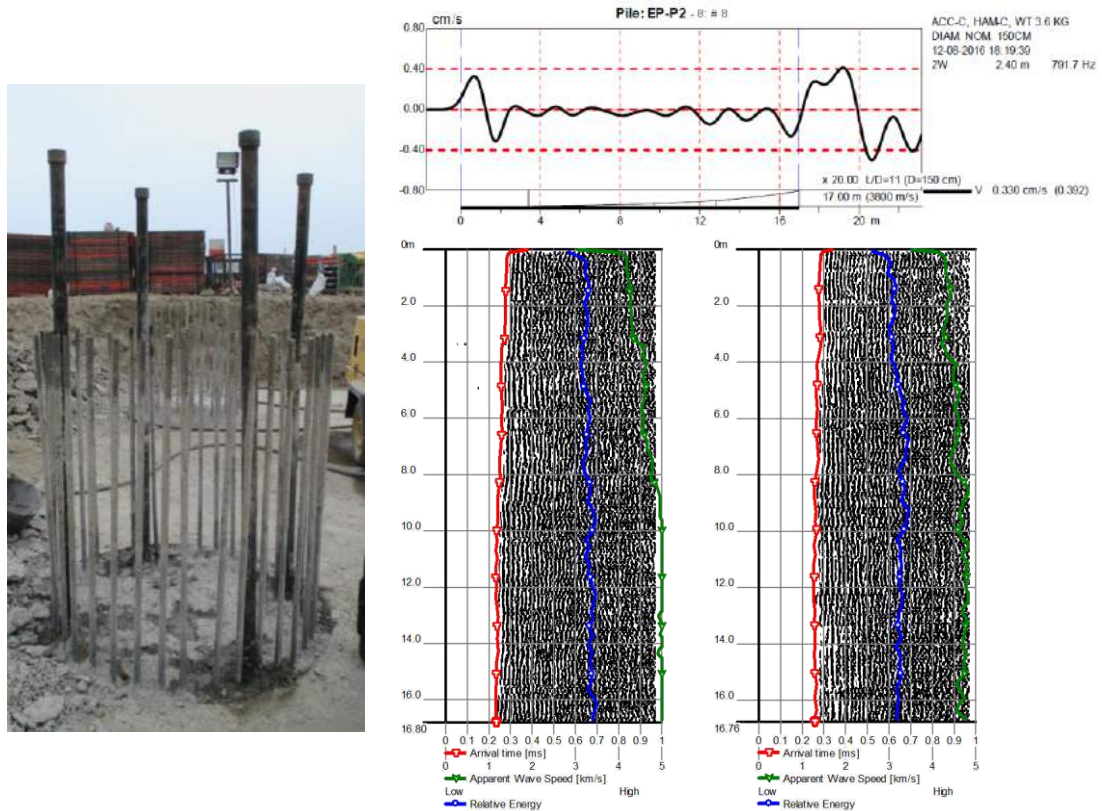 Pile: EP-P2 - 8: # 8
cm/s
0.80
0.40
0.00
-0.40
-0.80
ACC-C, HAM-C, WT 3.6 KG
DIAM. NOM. 150CM
12-08-2016 18:19:39
2W 2.40 m 791.7 Hz
x 20.00 L/D=11 (D=150 cm)
17.00 m (3800 m/s)
V 0.330 cm/s (0.392)
0 4 8 12 16 20 m
0m
2.0
4.0
6.0
8.0
10.0
12.0
14.0
16.0
16.80
0 0.1 0.2 0.3 0.4 0.5 0.6 0.7 0.8 0.9 1
Arrival time [ms]
0 1 2 3 4 5
Apparent Wave Speed [km/s]
Low High
Relative Energy
0m
2.0
4.0
6.0
8.0
10.0
12.0
14.0
16.0
16.76
0 0.1 0.2 0.3 0.4 0.5 0.6 0.7 0.8 0.9 1
Arrival time [ms]
0 1 2 3 4 5
Apparent Wave Speed [km/s]
Low High
Relative Energy